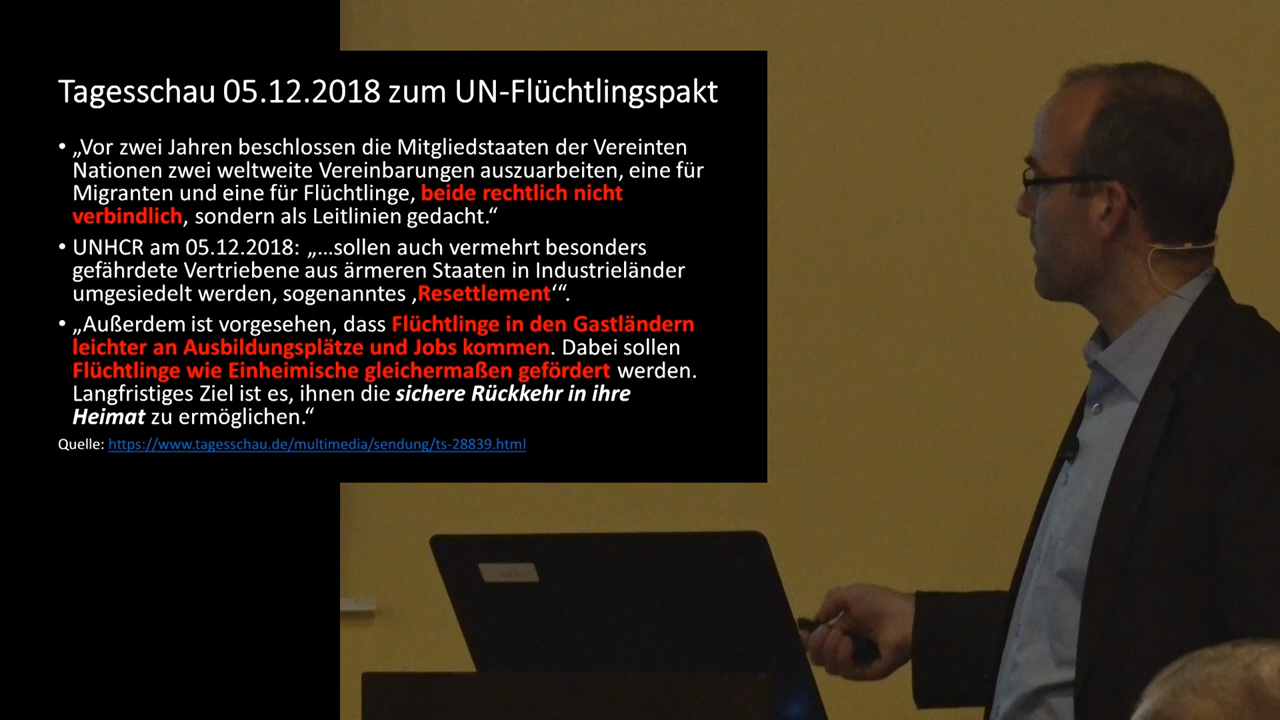 Tagesschau 05.12.2018 zum UN-Flüchtlingspakt
• „Vor zwei Jahren beschlossen die Mitgliedstaaten der Vereinten
Nationen zwei weltweite Vereinbarungen auszuarbeiten, eine für
Migranten und eine für Flüchtlinge, beide rechtlich nicht
verbindlich, sondern als Leitlinien gedacht.“
• UNHCR am 05.12.2018: „…sollen auch vermehrt besonders
gefährdete Vertriebene aus ärmeren Staaten in Industrieländer
umgesiedelt werden, sogenanntes ‚Resettlement‘“.
• „Außerdem ist vorgesehen, dass Flüchtlinge in den Gastländern
leichter an Ausbildungsplätze und Jobs kommen. Dabei sollen
Flüchtlinge wie Einheimische gleichermaßen gefördert werden.
Langfristiges Ziel ist es, ihnen die sichere Rückkehr in ihre
Heimat zu ermöglichen.“
Quelle: https://www.tagesschau.de/multimedia/sendung/ts-28839.html